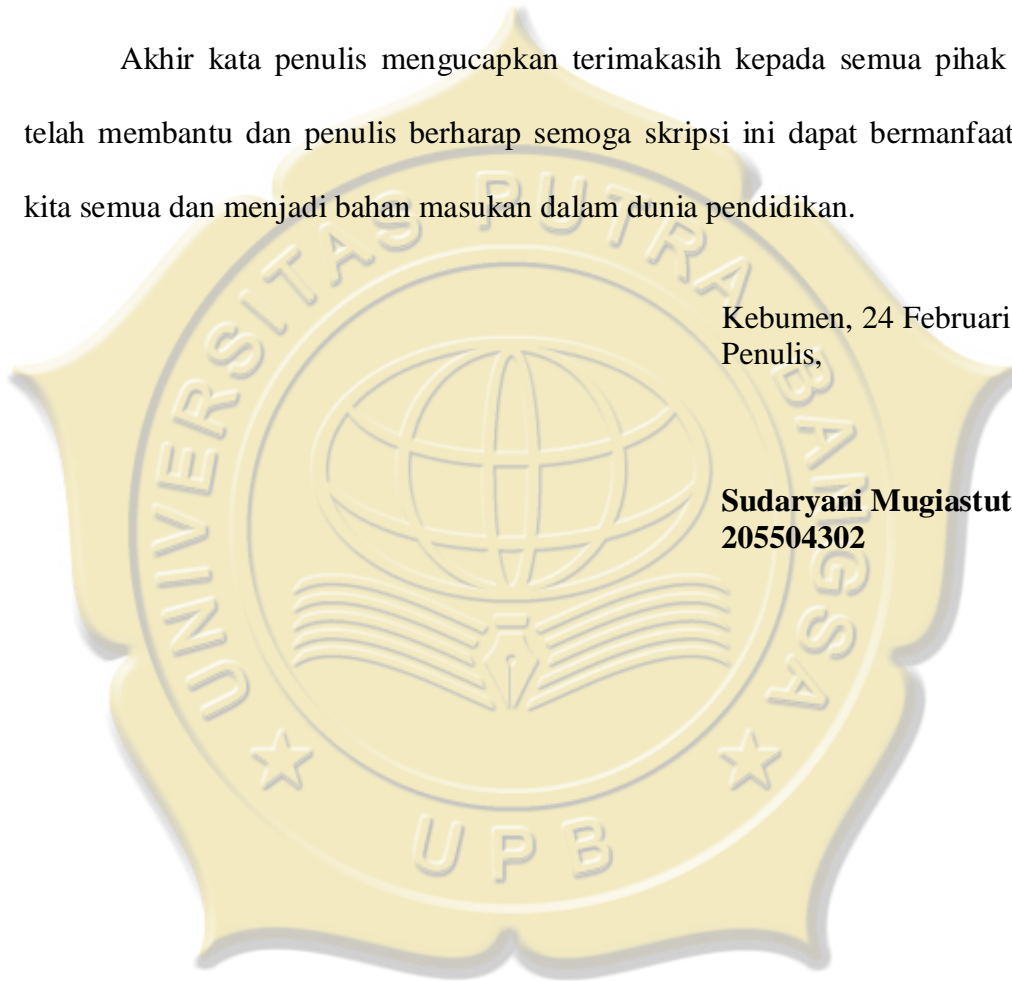 Akhir kata penulis mengucapkan terimakasih kepada semua pihak
telah membantu dan penulis berharap semoga skripsi ini dapat bermanfaat
kita semua dan menjadi bahan masukan dalam dunia pendidikan.
Kebumen, 24 Februari
Penulis,
Sudaryani Mugiastut
205504302
UNIVERSITAS PUTRA BANGSA
UPB